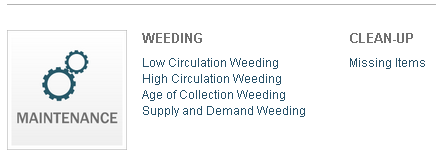 MAINTENANCE
WEEDING
Low Circulation Weeding
High Circulation Weeding
Age of Collection Weeding
Supply and Demand Weeding
CLEAN-UP
Missing Items